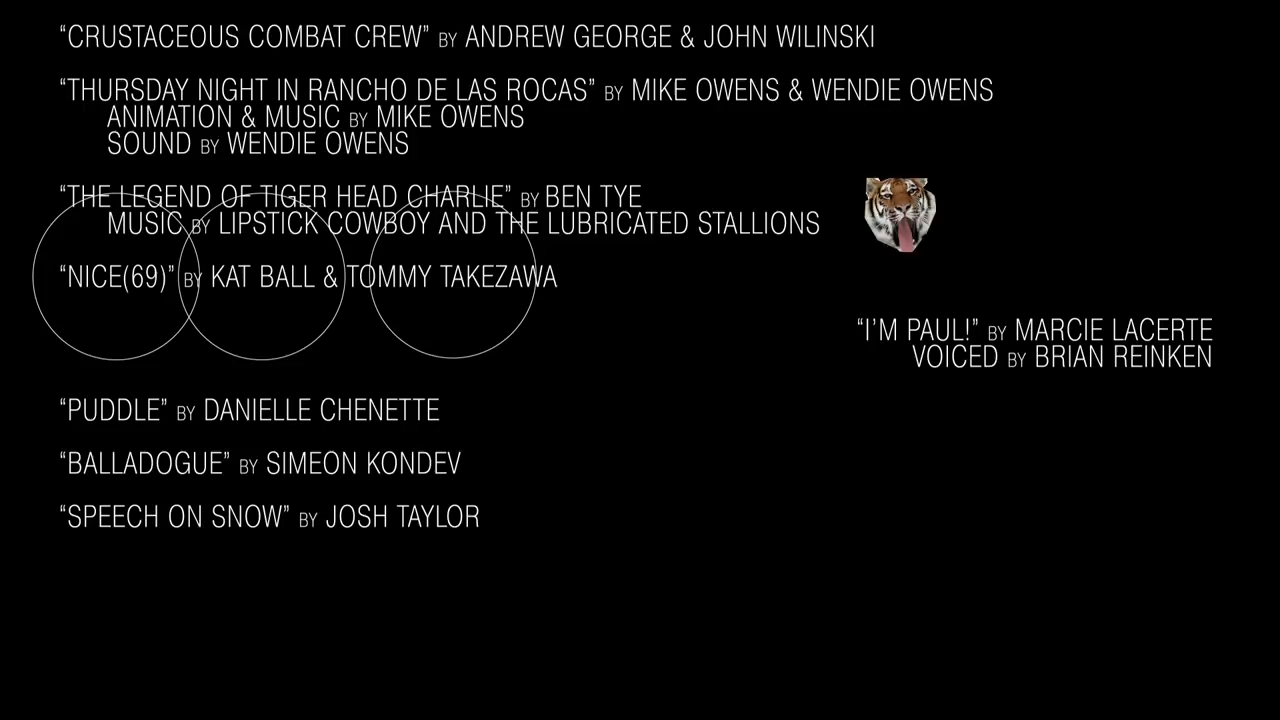 “CRUSTACEOUS COMBAT CREW” BY ANDREW GEORGE & JOHN WILINSKI
“THURSDAY NIGHT IN RANCHO DE LAS ROCAS” BY MIKE OWENS & WENDIE OWENS
ANIMATION & MUSIC BY MIKE OWENS
SOUND BY WENDIE OWENS
“THE LEGEND OF TIGER HEAD CHARLIE” BY BEN TYE
MUSIC BY LIPSTICK COWBOY AND THE LUBRICATED STALLIONS
“NICE(69)” BY KAT BALL & TOMMY TAKEZAWA
“I’M PAUL!” BY MARCIE LACERTE
VOICED BY BRIAN REINKEN
“PUDDLE” BY DANIELLE CHENETTE
“BALLADOGUE” BY SIMEON KONDEV
“SPEECH ON SNOW” BY JOSH TAYLOR